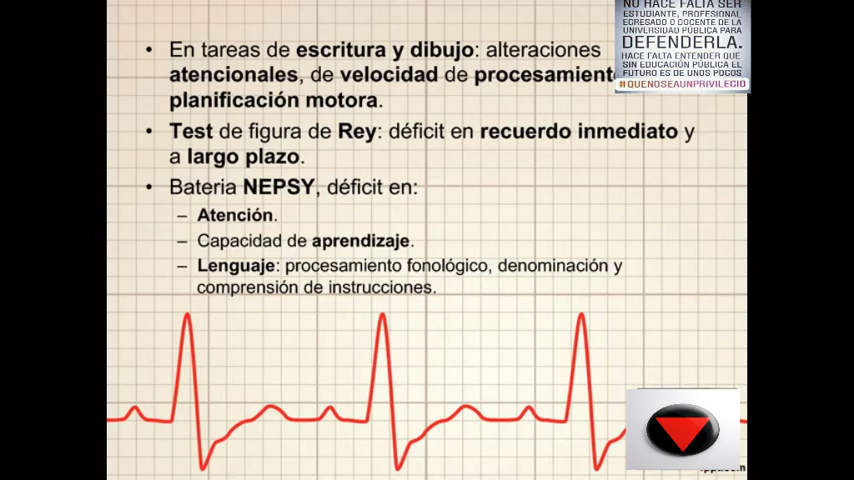 NO HACE FALTA SER
ESTUDIANTE, PROFESIONAL
EGRESADO O DOCENTE DE LA
UNIVERSIDAD PÚBLICA PARA
DEFENDERLA.
HACE FALTA ENTENDER QUE
SIN EDUCACIÓN PÚBLICA EL
FUTURO ES DE UNOS POCOS
#QUENOSEAUNPRIVILEGIO
• En tareas de escritura y dibujo: alteraciones
atencionales, de velocidad de procesamiento
planificación motora.
• Test de figura de Rey: déficit en recuerdo inmediato y
a largo plazo.
• Bateria NEPSY, déficit en:
– Atención.
– Capacidad de aprendizaje.
– Lenguaje: procesamiento fonológico, denominación y
comprensión de instrucciones.